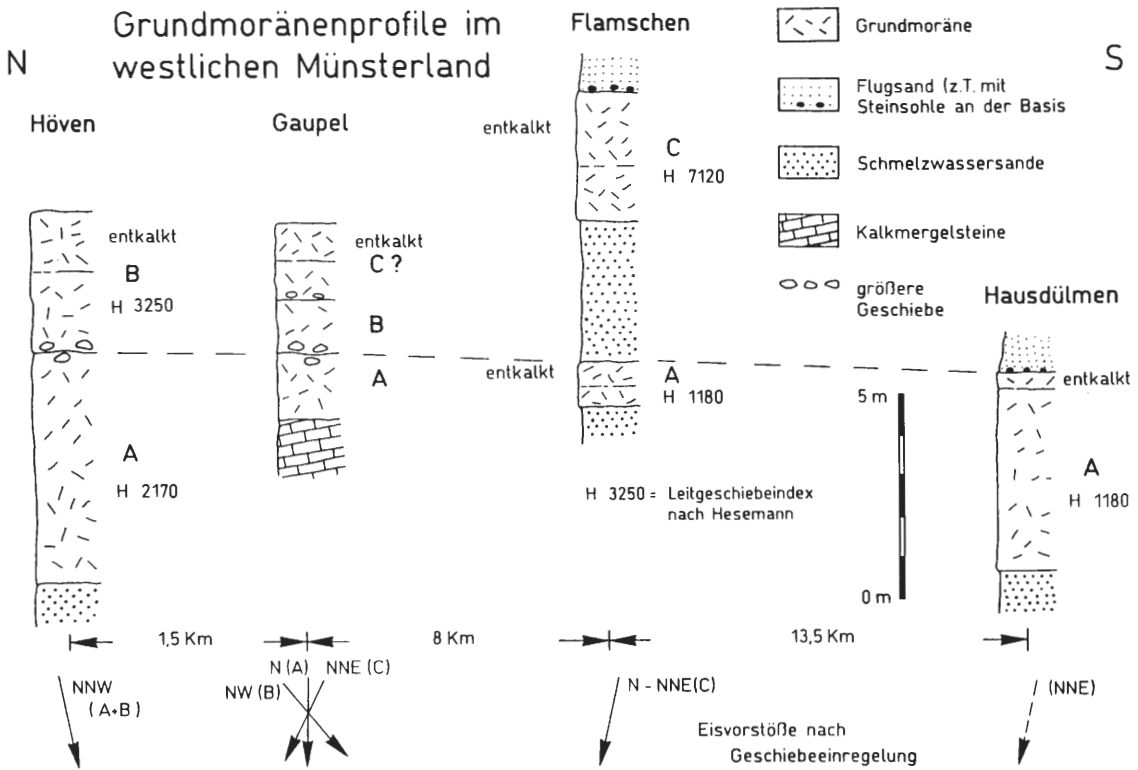 Grundmoränenprofile im
westlichen Münsterland
N
S
Höven
entkalkt
B
H 3250
A
H 2170
Gaupel
entkalkt
C ?
B
A
Flamschen
entkalkt
C
H 7120
entkalkt
A
H 1180
Hausdülmen
entkalkt
A
H 1180
Grundmoräne
Flugsand (z.T. mit
Steinsohle an der Basis
Schmelzwassersande
Kalkmergelsteine
größere
Geschiebe
5 m
0 m
H 3250 = Leitgeschiebeindex
nach Hesemann
1,5 Km
8 Km
13,5 Km
NNW
(A+B)
N (A)
NNE (C)
NW (B)
N - NNE(C)
(NNE)
Eisvorstöße nach
Geschiebeeinregelung